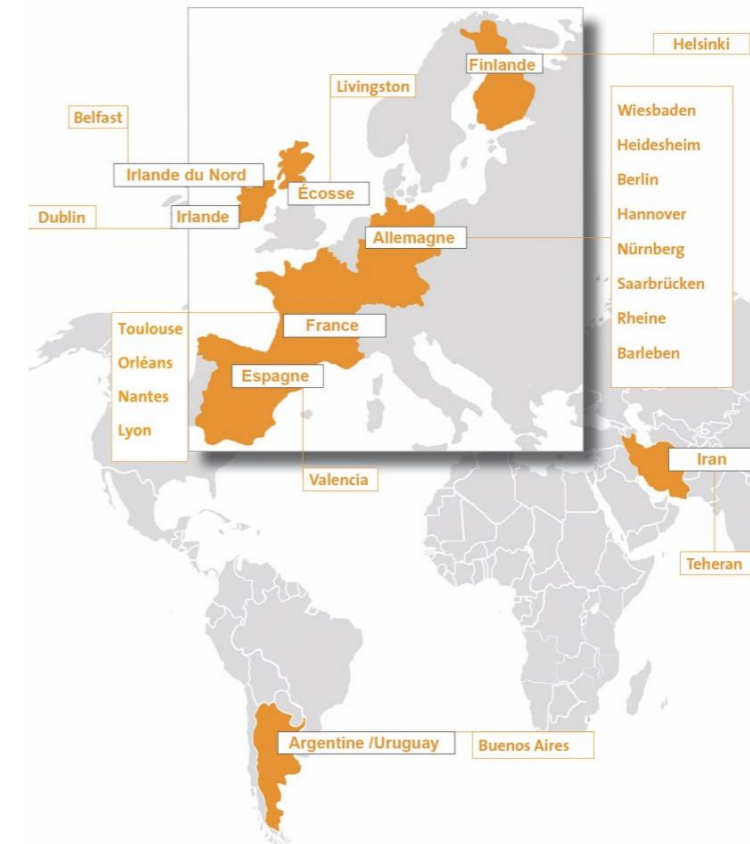 Helsinki
Finlande
Livingston
Belfast
Wiesbaden
Heidesheim
Berlin
Hannover
Nürnberg
Saarbrücken
Rheine
Barleben
Irlande du Nord
Écosse
Dublin
Irlande
Allemagne
France
Toulouse
Orléans
Nantes
Lyon
Espagne
Valencia
Iran
Teheran
Argentine /Uruguay
Buenos Aires